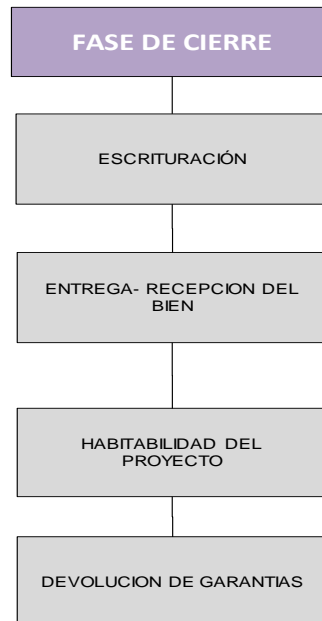 FASE DE CIERRE
ESCRITURACIÓN
ENTREGA- RECEPCION DEL
BIEN
HABITABILIDAD DEL
PROYECTO
DEVOLUCION DE GARANTIAS